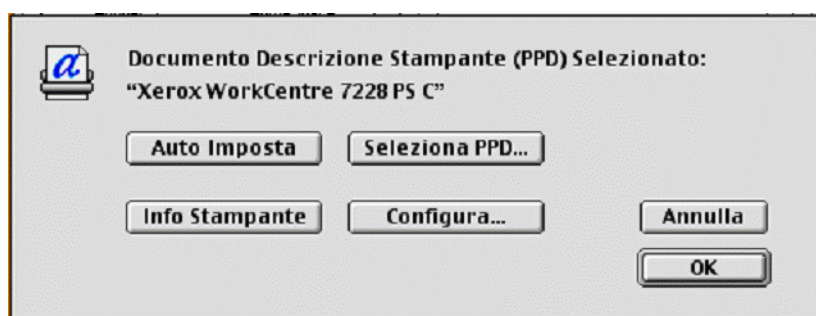 Documento Descrizione Stampante (PPD) Selezionato:
“Xerox WorkCentre 7228 PS C”
Auto Imposta Seleziona PPD...
Info Stampante Configura... Annulla
OK